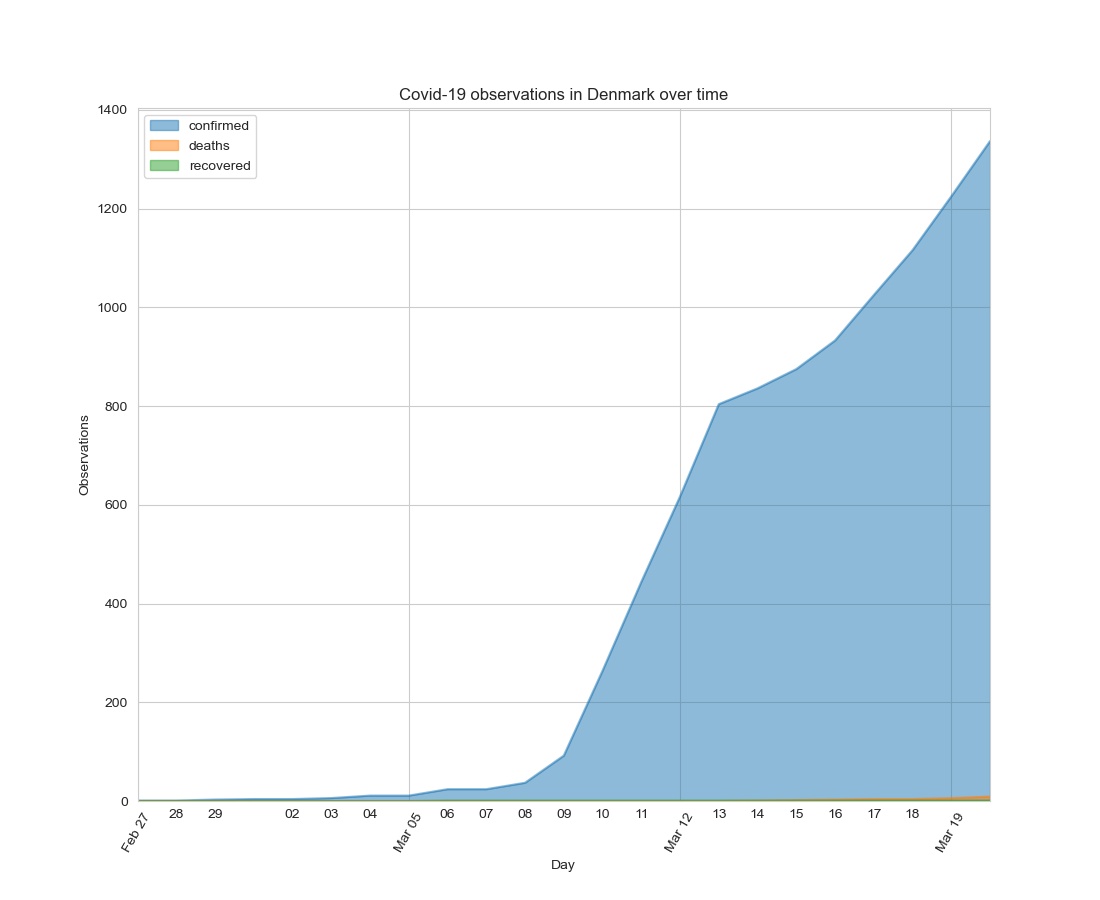 Covid-19 observations in Denmark over time
confirmed
deaths
recovered
1400
1200
1000
800
600
400
200
0
Observations
Feb 27
28
29
02
03
04
Mar 05
06
07
08
09
10
11
Mar 12
13
14
15
16
17
18
Mar 19
Day